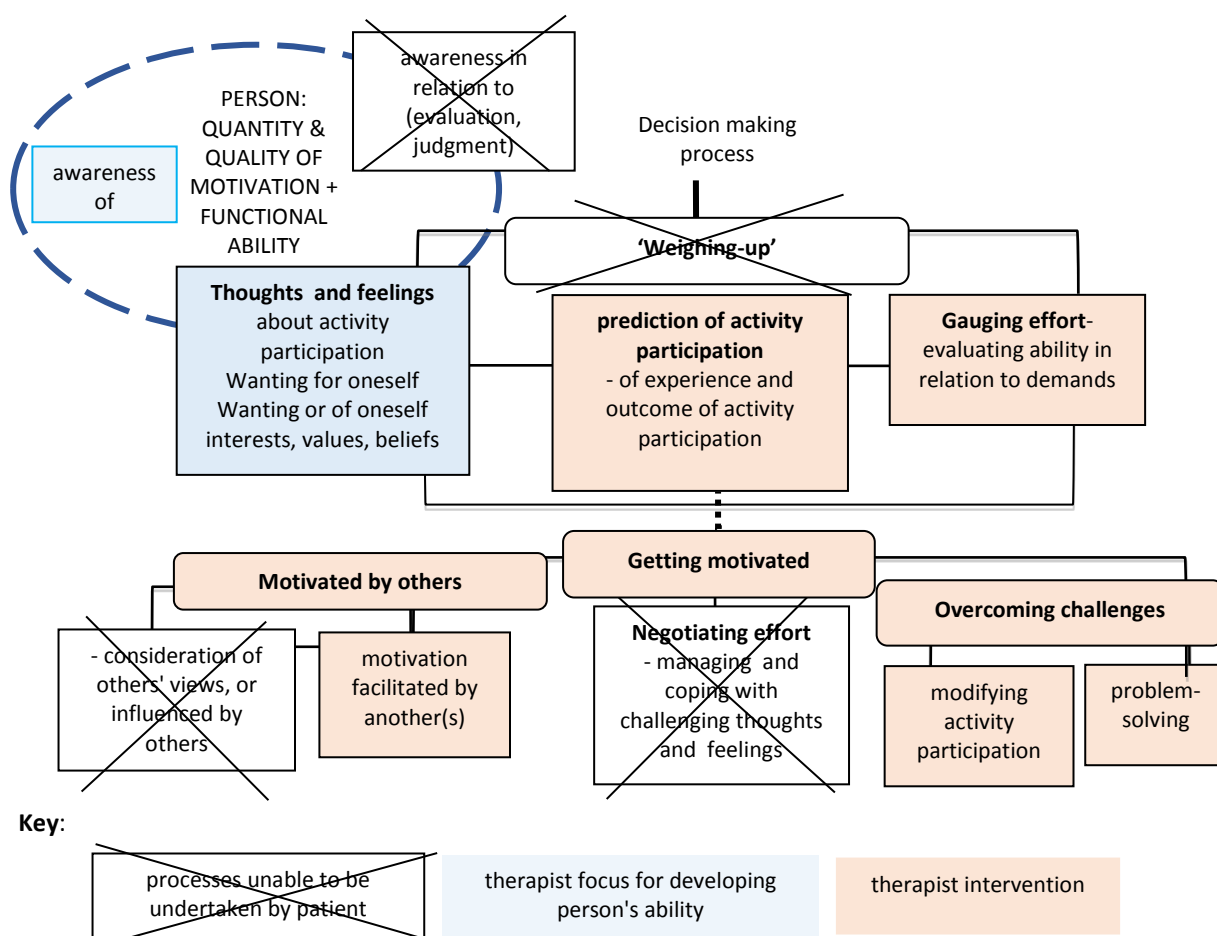 awareness in
relation to
(evaluation,
judgment)
PERSON:
QUANTITY &
QUALITY OF
MOTIVATION +
FUNCTIONAL
ABILITY
awareness
of
Decision making
process
‘Weighing-up’
Thoughts and feelings
about activity
participation
Wanting for oneself
Wanting or of oneself
interests, values, beliefs
prediction of activity
participation
- of experience and
outcome of activity
participation
Gauging effort-
evaluating ability in
relation to demands
Getting motivated
Motivated by others
Overcoming challenges
- consideration of
others' views, or
influenced by
others
motivation
facilitated by
another(s)
Negotiating effort
- managing and
coping with
challenging thoughts
and feelings
modifying
activity
participation
problem-
solving
Key:
processes unable to be
undertaken by patient
therapist focus for developing
person's ability
therapist intervention